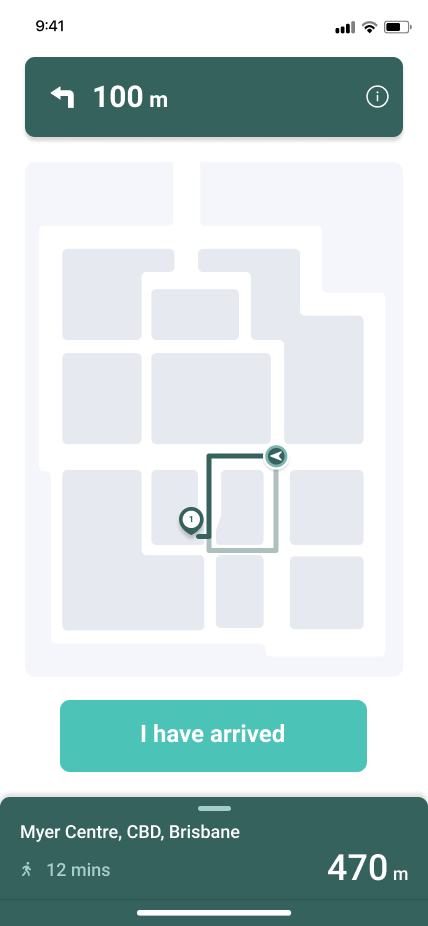 9:41
100 m
1
I have arrived
Myer Centre, CBD, Brisbane
12 mins
470 m